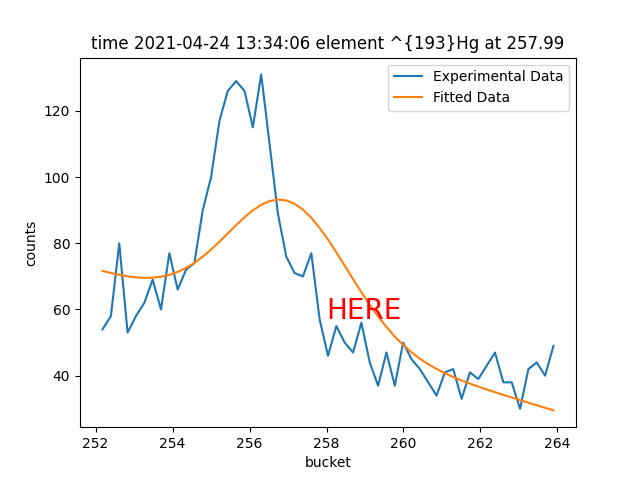 time 2021-04-24 13:34:06 element ^{193}Hg at 257.99
Experimental Data
Fitted Data
120
100
80
60
40
counts
HERE
252 254 256 258 260 262 264
bucket